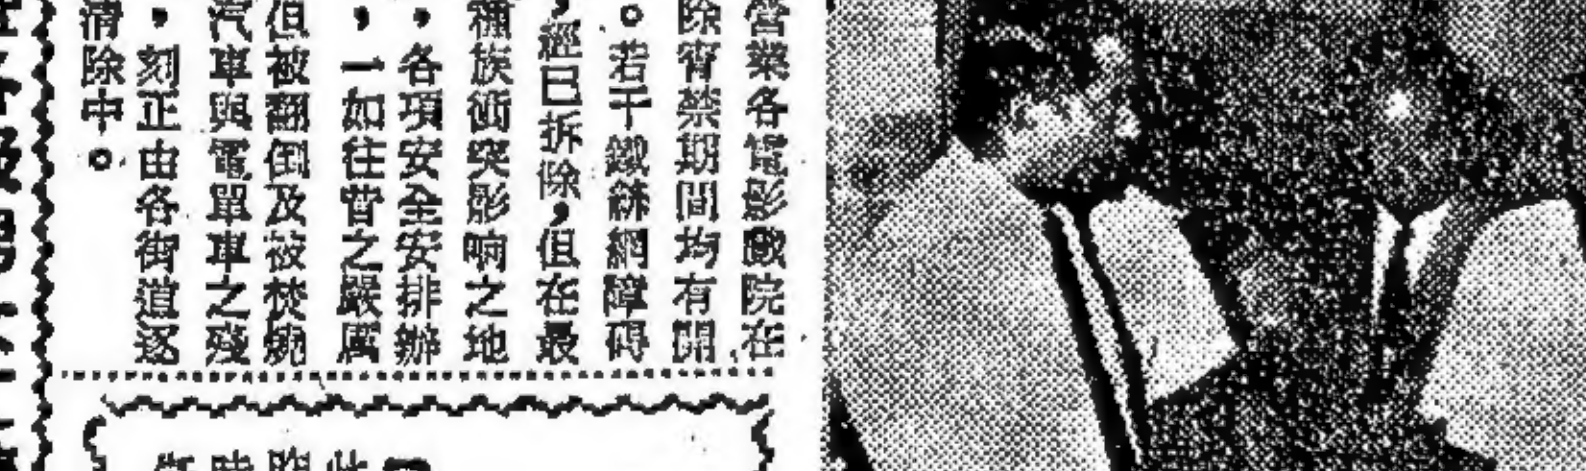 營業各電影戲院在
除宵禁期間均有開
。若干鐵絲網障碍
，經已拆除，但在最
種族衝突影响之地
，各項安全安排辦
，一如往昔之嚴厲
但被翻倒及被焚燒
汽車與電單車之殘
，刻正由各街道逐
清除中。